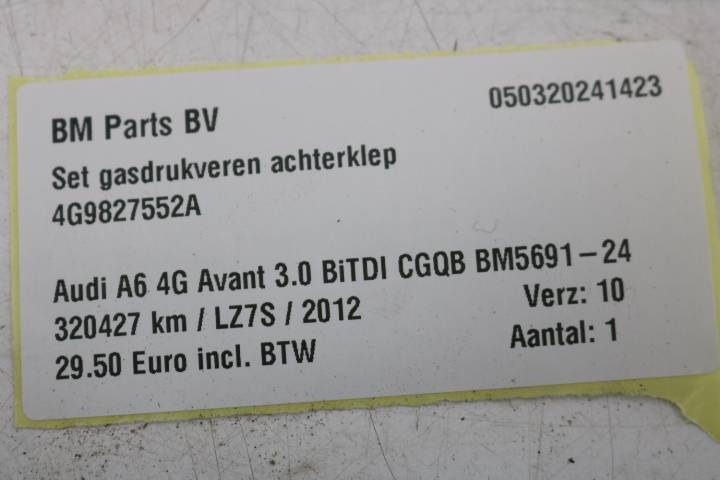 BM Parts BV 050320241423
Set gasdrukveren achterklep
4G9827552A
Audi A6 4G Avant 3.0 BiTDI CGQB BM5691-24
320427 km / LZ7S / 2012 Verz: 10
29.50 Euro incl. BTW Aantal: 1